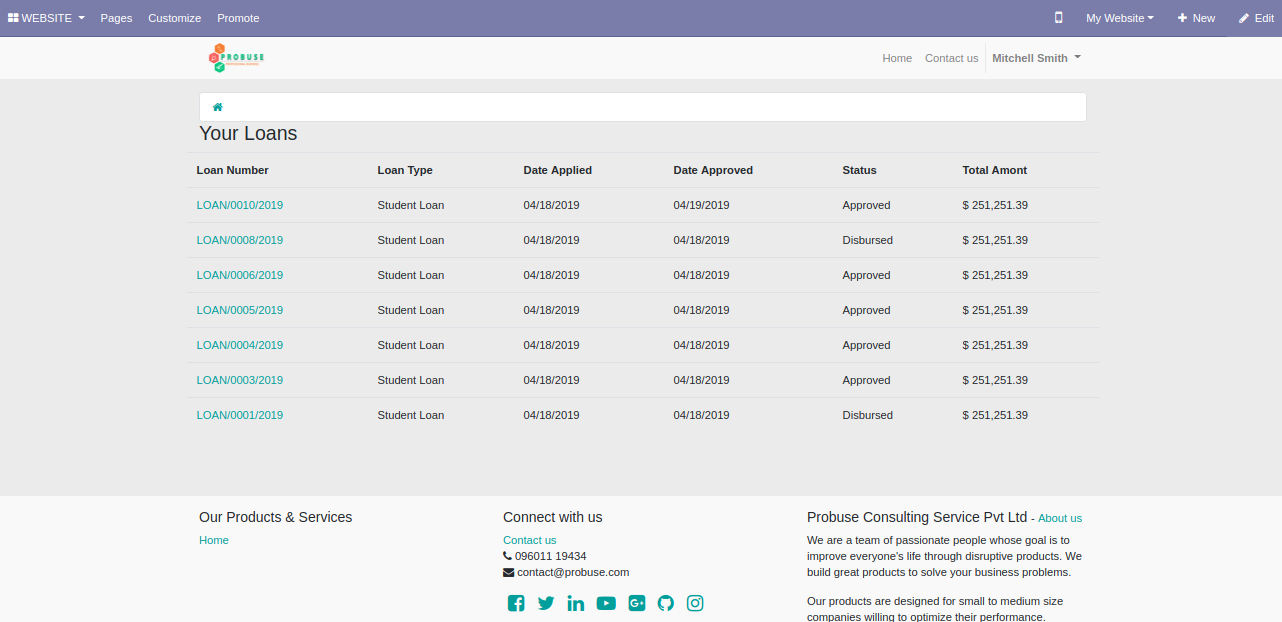 WEBSITE Pages Customize Promote My Website New Edit
PROBUSE Home Contact us Mitchell Smith
Your Loans
Loan Number Loan Type Date Applied Date Approved Status Total Amont
LOAN/0010/2019 Student Loan 04/18/2019 04/19/2019 Approved $ 251,251.39
LOAN/0008/2019 Student Loan 04/18/2019 04/18/2019 Disbursed $ 251,251.39
LOAN/0006/2019 Student Loan 04/18/2019 04/18/2019 Approved $ 251,251.39
LOAN/0005/2019 Student Loan 04/18/2019 04/18/2019 Approved $ 251,251.39
LOAN/0004/2019 Student Loan 04/18/2019 04/18/2019 Approved $ 251,251.39
LOAN/0003/2019 Student Loan 04/18/2019 04/18/2019 Approved $ 251,251.39
LOAN/0001/2019 Student Loan 04/18/2019 04/18/2019 Disbursed $ 251,251.39
Our Products & Services
Home
Connect with us
Contact us
096011 19434
contact@probuse.com
Probuse Consulting Service Pvt Ltd - About us
We are a team of passionate people whose goal is to
improve everyone's life through disruptive products. We
build great products to solve your business problems.
Our products are designed for small to medium size
companies willing to optimize their performance.